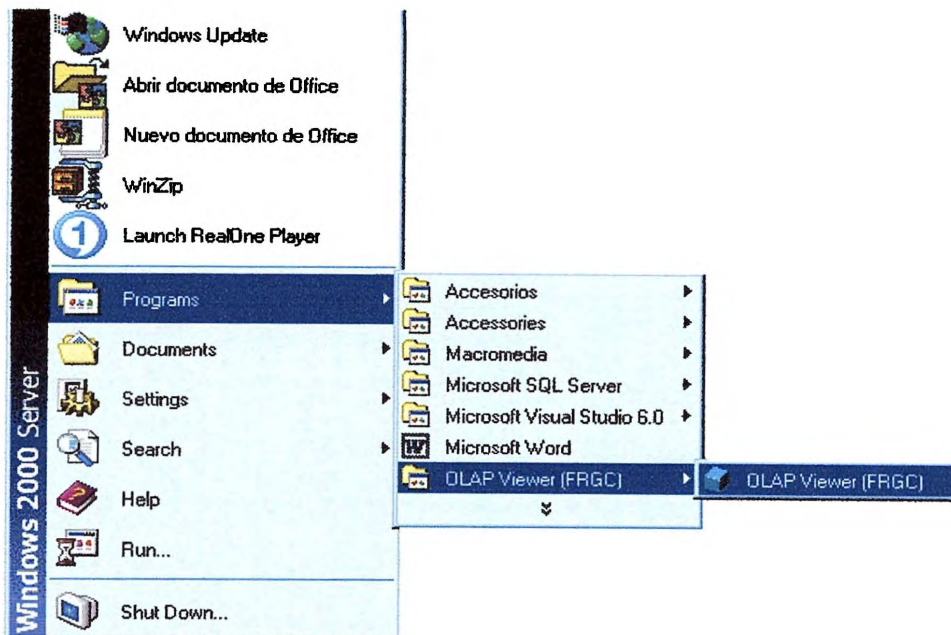 Windows 2000 Server
Windows Update
Abrir documento de Office
Nuevo documento de Office
WinZip
Launch RealOne Player
Programs
Documents
Settings
Search
Help
Run...
Shut Down...
Accesorios
Accessories
Macromedia
Microsoft SQL Server
Microsoft Visual Studio 6.0
Microsoft Word
OLAP Viewer (FRGC)
OLAP Viewer (FRGC)